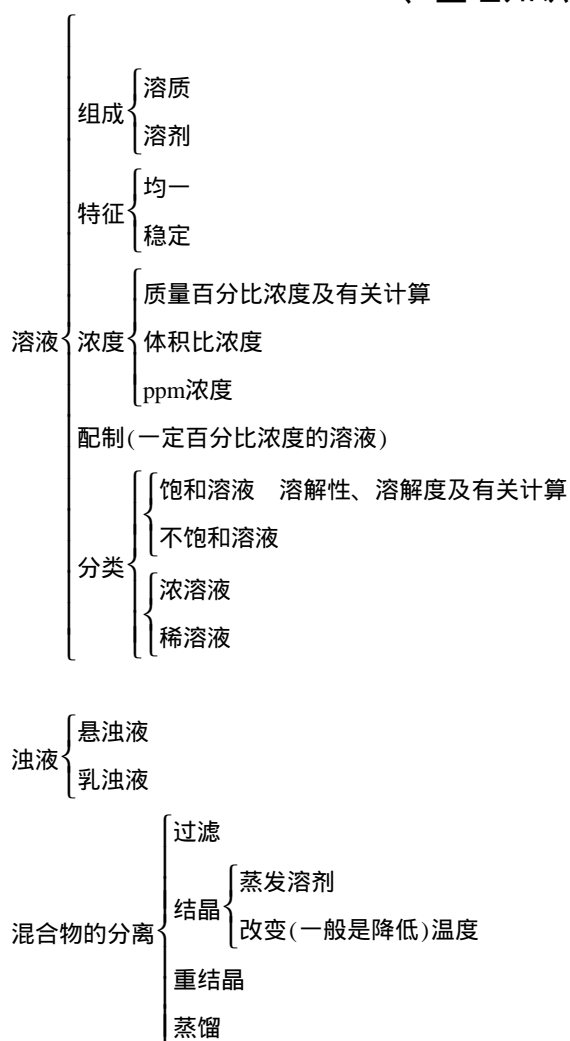 溶液
组成
溶质
溶剂
特征
均一
稳定
浓度
质量百分比浓度及有关计算
体积比浓度
ppm浓度
配制(一定百分比浓度的溶液)
分类
饱和溶液 溶解性、溶解度及有关计算
不饱和溶液
浓溶液
稀溶液
浊液
悬浊液
乳浊液
混合物的分离
过滤
结晶
蒸发溶剂
改变(一般是降低)温度
重结晶
蒸馏